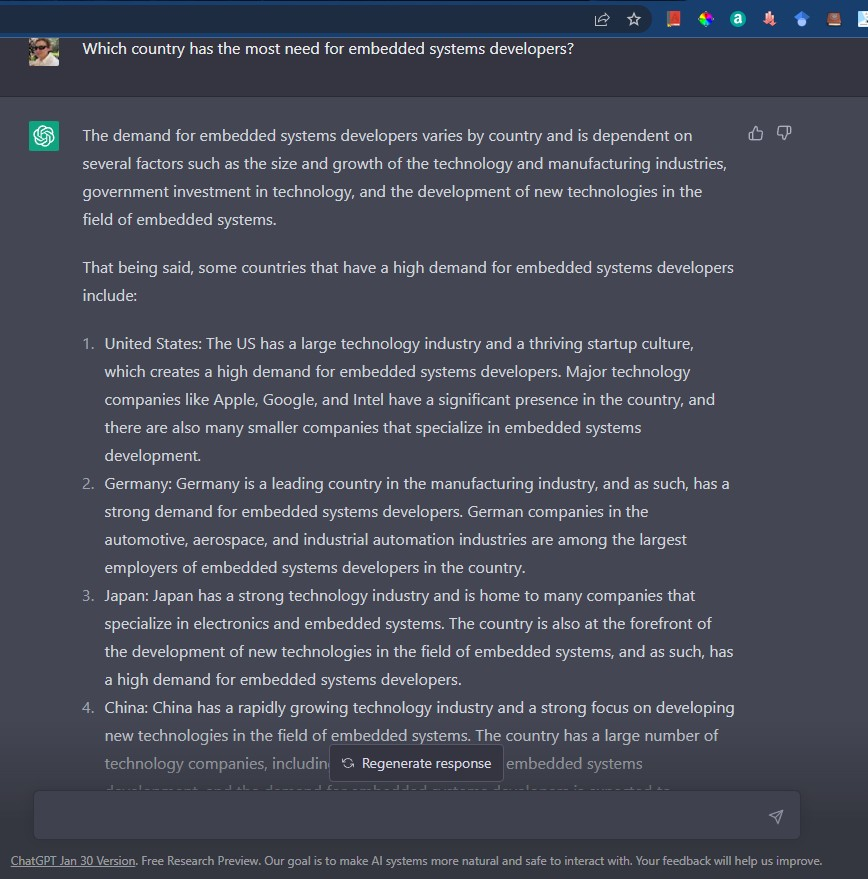 Which country has the most need for embedded systems developers?
The demand for embedded systems developers varies by country and is dependent on
several factors such as the size and growth of the technology and manufacturing industries,
government investment in technology, and the development of new technologies in the
field of embedded systems.
That being said, some countries that have a high demand for embedded systems developers
include:
1. United States: The US has a large technology industry and a thriving startup culture,
which creates a high demand for embedded systems developers. Major technology
companies like Apple, Google, and Intel have a significant presence in the country, and
there are also many smaller companies that specialize in embedded systems
development.
2. Germany: Germany is a leading country in the manufacturing industry, and as such, has a
strong demand for embedded systems developers. German companies in the
automotive, aerospace, and industrial automation industries are among the largest
employers of embedded systems developers in the country.
3. Japan: Japan has a strong technology industry and is home to many companies that
specialize in electronics and embedded systems. The country is also at the forefront of
the development of new technologies in the field of embedded systems, and as such, has
a high demand for embedded systems developers.
4. China: China has a rapidly growing technology industry and a strong focus on developing
new technologies in the field of embedded systems. The country has a large number of
technology companies, includin embedded systems
Regenerate response
ChatGPT Jan 30 Version. Free Research Preview. Our goal is to make AI systems more natural and safe to interact with. Your feedback will help us improve.